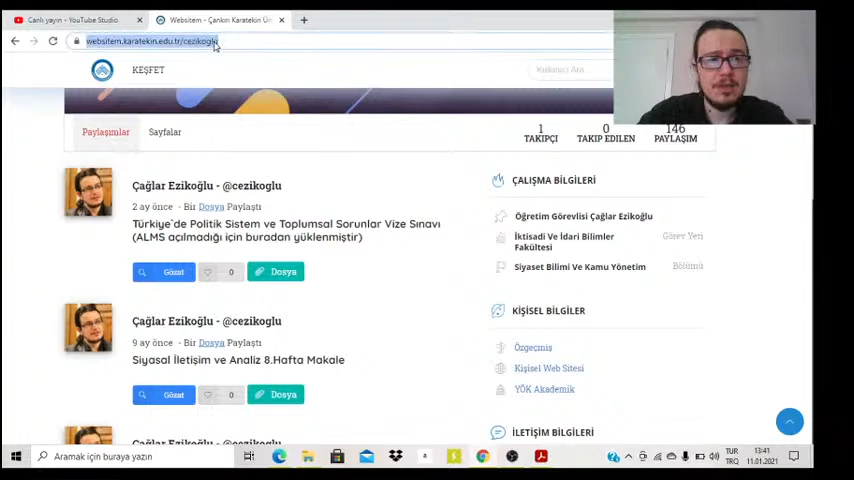 Canlı yayın - YouTube Studio
Websitem - Çankırı Karatekin Ün
websitem.karatekin.edu.tr/cezikoglu
KEŞFET
Kullanıcı Ara...
Paylaşımlar
Sayfalar
1
TAKİPÇİ
0
TAKIP EDILEN
146
PAYLAŞIM
Çağlar Ezikoğlu - @cezikoglu
2 ay önce - Bir Dosya Paylaştı
Türkiye`de Politik Sistem ve Toplumsal Sorunlar Vize Sınavı
(ALMS açılmadığı için buradan yüklenmiştir)
Gözat
0
Dosya
Çağlar Ezikoğlu - @cezikoglu
9 ay önce - Bir Dosya Paylaştı
Siyasal İletişim ve Analiz 8.Hafta Makale
Gözat
0
Dosya
Çağlar Ezikoğlu - @cezikoglu
ÇALIŞMA BİLGİLERİ
Öğretim Görevlisi Çağlar Ezikoğlu
İktisadi Ve İdari Bilimler
Fakültesi
Görev Yeri
Siyaset Bilimi Ve Kamu Yönetim
Bölümü
KIŞİSEL BİLGİLER
Özgeçmiş
Kişisel Web Sitesi
YÖK Akademik
İLETİŞİM BİLGİLERİ
Aramak için buraya yazın
TUR
TRQ
13:41
11.01.2021